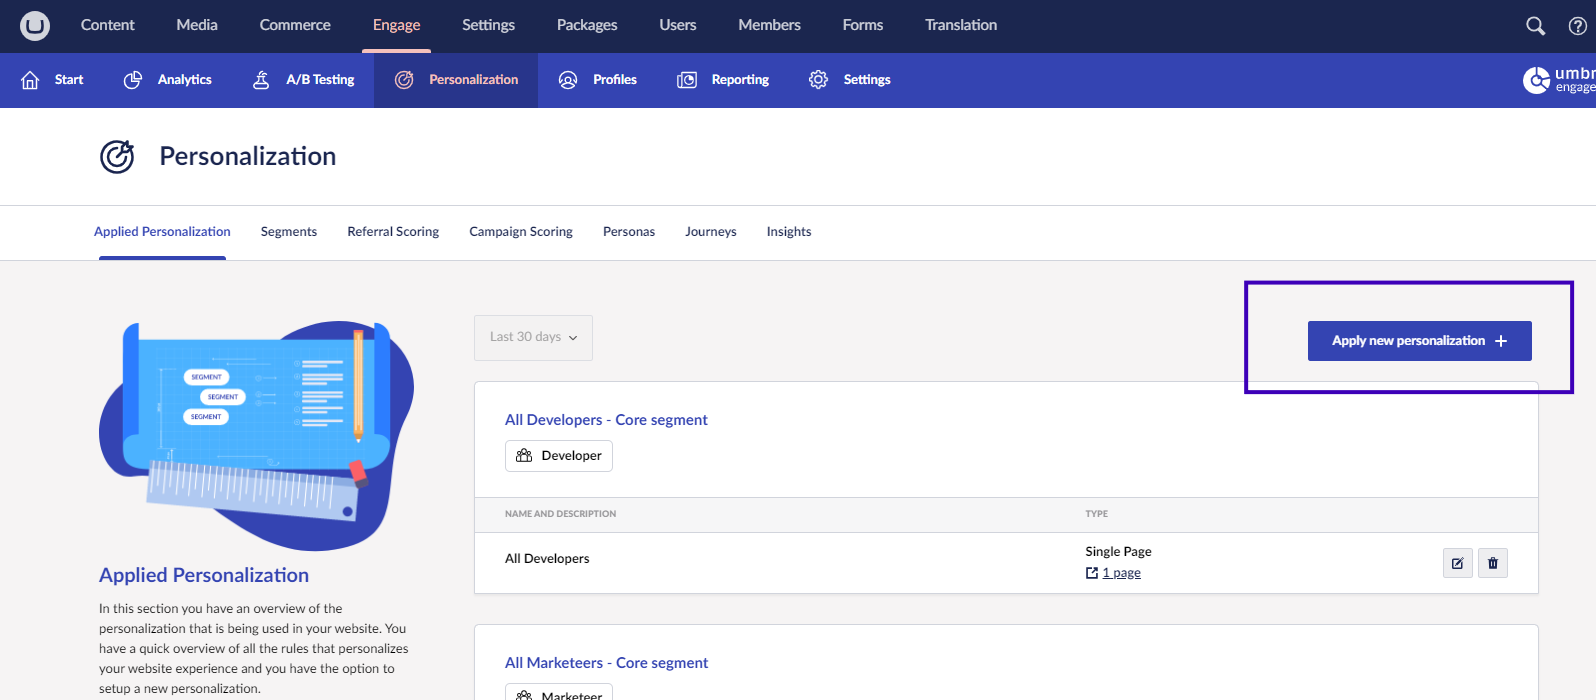 Content Media Commerce Engage Settings Packages Users Members Forms Translation
Start Analytics A/B Testing Personalization Profiles Reporting Settings
umbr
engage
Personalization
Applied Personalization Segments Referral Scoring Campaign Scoring Personas Journeys Insights
Last 30 days
Apply new personalization +
SEGMENT
SEGMENT
SEGMENT
All Developers - Core segment
Developer
NAME AND DESCRIPTION TYPE
All Developers
Single Page
1 page
Applied Personalization
In this section you have an overview of the
personalization that is being used in your website. You
have a quick overview of all the rules that personalizes
your website experience and you have the option to
setup a new personalization.
All Marketeers - Core segment
Marketeer